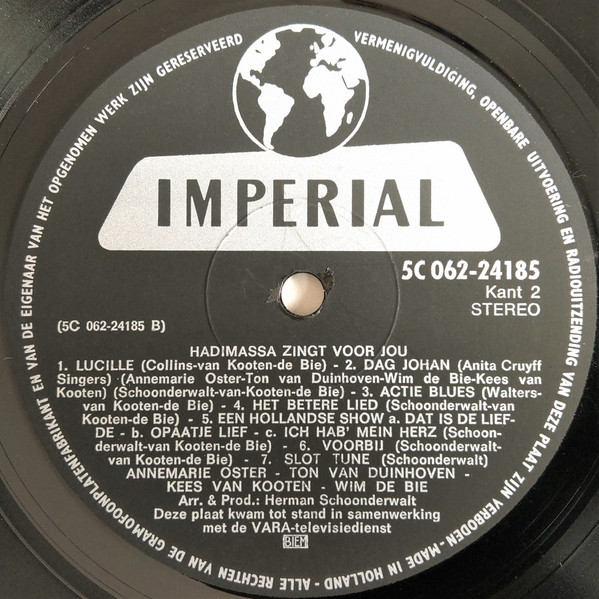 ALLE RECHTEN VAN DE GRAMOFOONPLATENFABRIKANT EN VAN DE EIGENAAR VAN HET OPGENOMEN WERK ZIJN GERESERVEERD
VERMENIGVULDIGING, OPENBARE UITVOERING EN RADIOUITZENDING VAN DEZE PLAAT ZIJN VERBODEN - MADE IN HOLLAND -
IMPERIAL
5C 062-24185
Kant 2
STEREO
(5C 062-24185 B)
HADIMASSA ZINGT VOOR JOU
1. LUCILLE (Collins-van Kooten-de Bie) - 2. DAG JOHAN (Anita Cruyff
Singers) (Annemarie Oster-Ton van Duinhoven-Wim de Bie-Kees van
Kooten) (Schoonderwalt-van Kooten-de Bie) - 3. ACTIE BLUES (Walters-
van Kooten-de Bie) - 4. HET BETERE LIED (Schoonderwalt-van
Kooten-de Bie) - 5. EEN HOLLANDSE SHOW a. DAT IS DE LIEF-
DE - b. OPAATJE LIEF - c. ICH HAB' MEIN HERZ (Schoon-
derwalt-van Kooten-de Bie) - 6. VOORBIJ (Schoonderwalt-
van Kooten-de Bie) - 7. SLOT TUNE (Schoonderwalt)
ANNEMARIE OSTER - TON VAN DUINHOVEN -
KEES VAN KOOTEN - WIM DE BIE
Arr. & Prod.: Herman Schoonderwalt
Deze plaat kwam tot stand in samenwerking
met de VARA-televisiedienst
BIEM